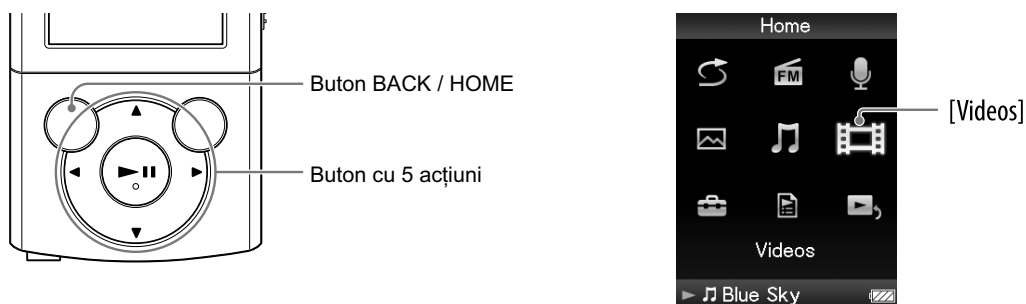 Buton BACK / HOME
Buton cu 5 acțiuni
Home
FM
[Videos]
Videos
Blue Sky